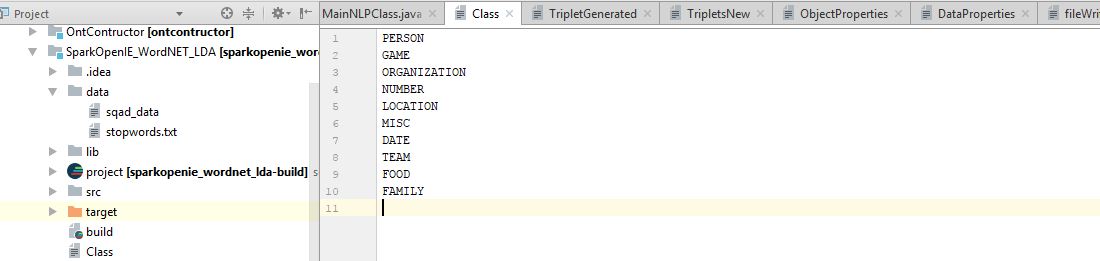 Project
MainNLPClass.java
Class
TripletGenerated
TripletsNew
ObjectProperties
DataProperties
fileWri
OntContructor [ontcontructor]
SparkOpenIE_WordNET_LDA [sparkopenie_wor
.idea
data
sqad_data
stopwords.txt
lib
project [sparkopenie_wordnet_lda-build] s
src
target
build
Class
1 PERSON
2 GAME
3 ORGANIZATION
4 NUMBER
5 LOCATION
6 MISC
7 DATE
8 TEAM
9 FOOD
10 FAMILY
11